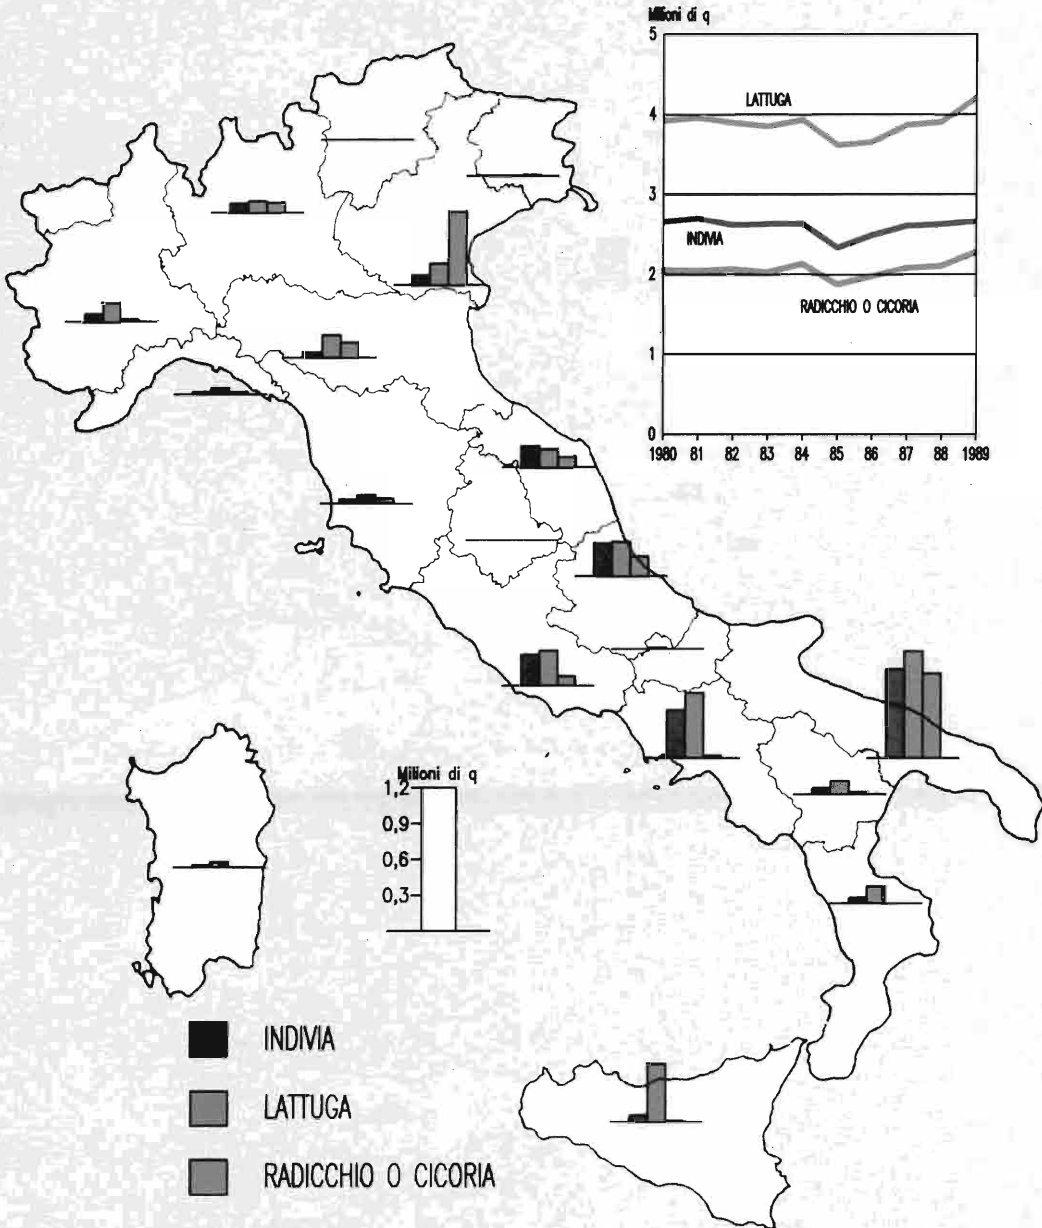 Milioni di q
5
4
3
2
1
0
LATTUGA
INDIVIA
RADICCHIO O CICORIA
1980 81 82 83 84 85 86 87 88 1989
Milioni di q
1,2
0,9
0,6
0,3
INDIVIA
LATTUGA
RADICCHIO O CICORIA